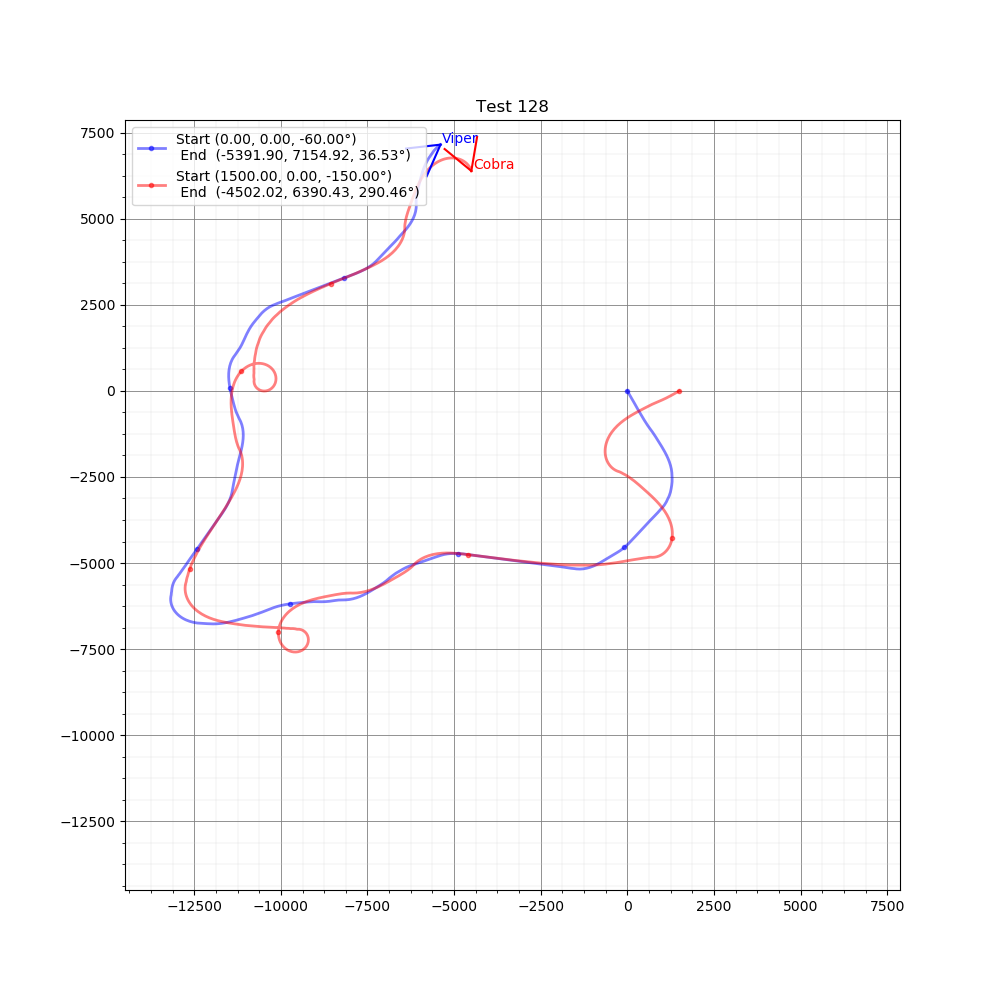 Test 128
Start (0.00, 0.00, -60.00°)
End  (-5391.90, 7154.92, 36.53°)
Start (1500.00, 0.00, -150.00°)
End  (-4502.02, 6390.43, 290.46°)
Viper
Cobra
7500
5000
2500
0
−2500
−5000
−7500
−10000
−12500
−12500 −10000 −7500 −5000 −2500 0 2500 5000 7500